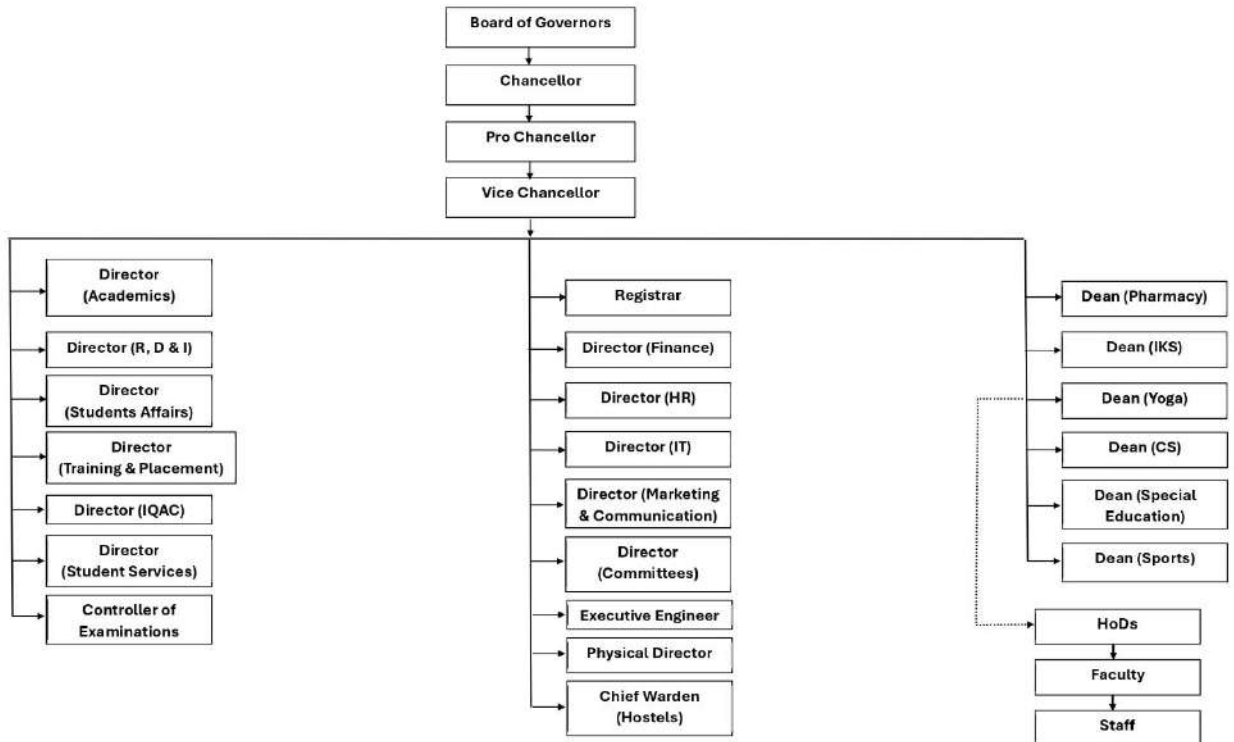 Board of Governors
Chancellor
Pro Chancellor
Vice Chancellor
Director
(Academics)
Director (R, D & I)
Director
(Students Affairs)
Director
(Training & Placement)
Director (IQAC)
Director
(Student Services)
Controller of
Examinations
Registrar
Director (Finance)
Director (HR)
Director (IT)
Director (Marketing
& Communication)
Director
(Committees)
Executive Engineer
Physical Director
Chief Warden
(Hostels)
Dean (Pharmacy)
Dean (IKS)
Dean (Yoga)
Dean (CS)
Dean (Special
Education)
Dean (Sports)
HoDs
Faculty
Staff